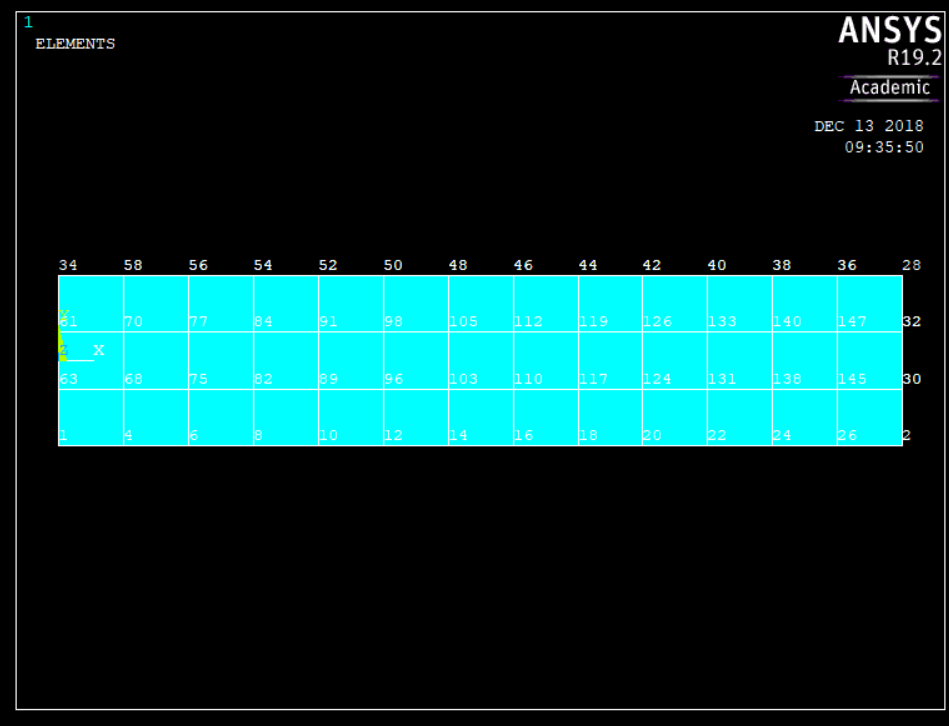 1
ELEMENTS
ANSYS
R19.2
Academic
DEC 13 2018
09:35:50
34 58 56 54 52 50 48 46 44 42 40 38 36 28
Y
61 70 77 84 91 98 105 112 119 126 133 140 147 32
Z X
63 68 75 82 89 96 103 110 117 124 131 138 145 30
1 4 6 8 10 12 14 16 18 20 22 24 26 2